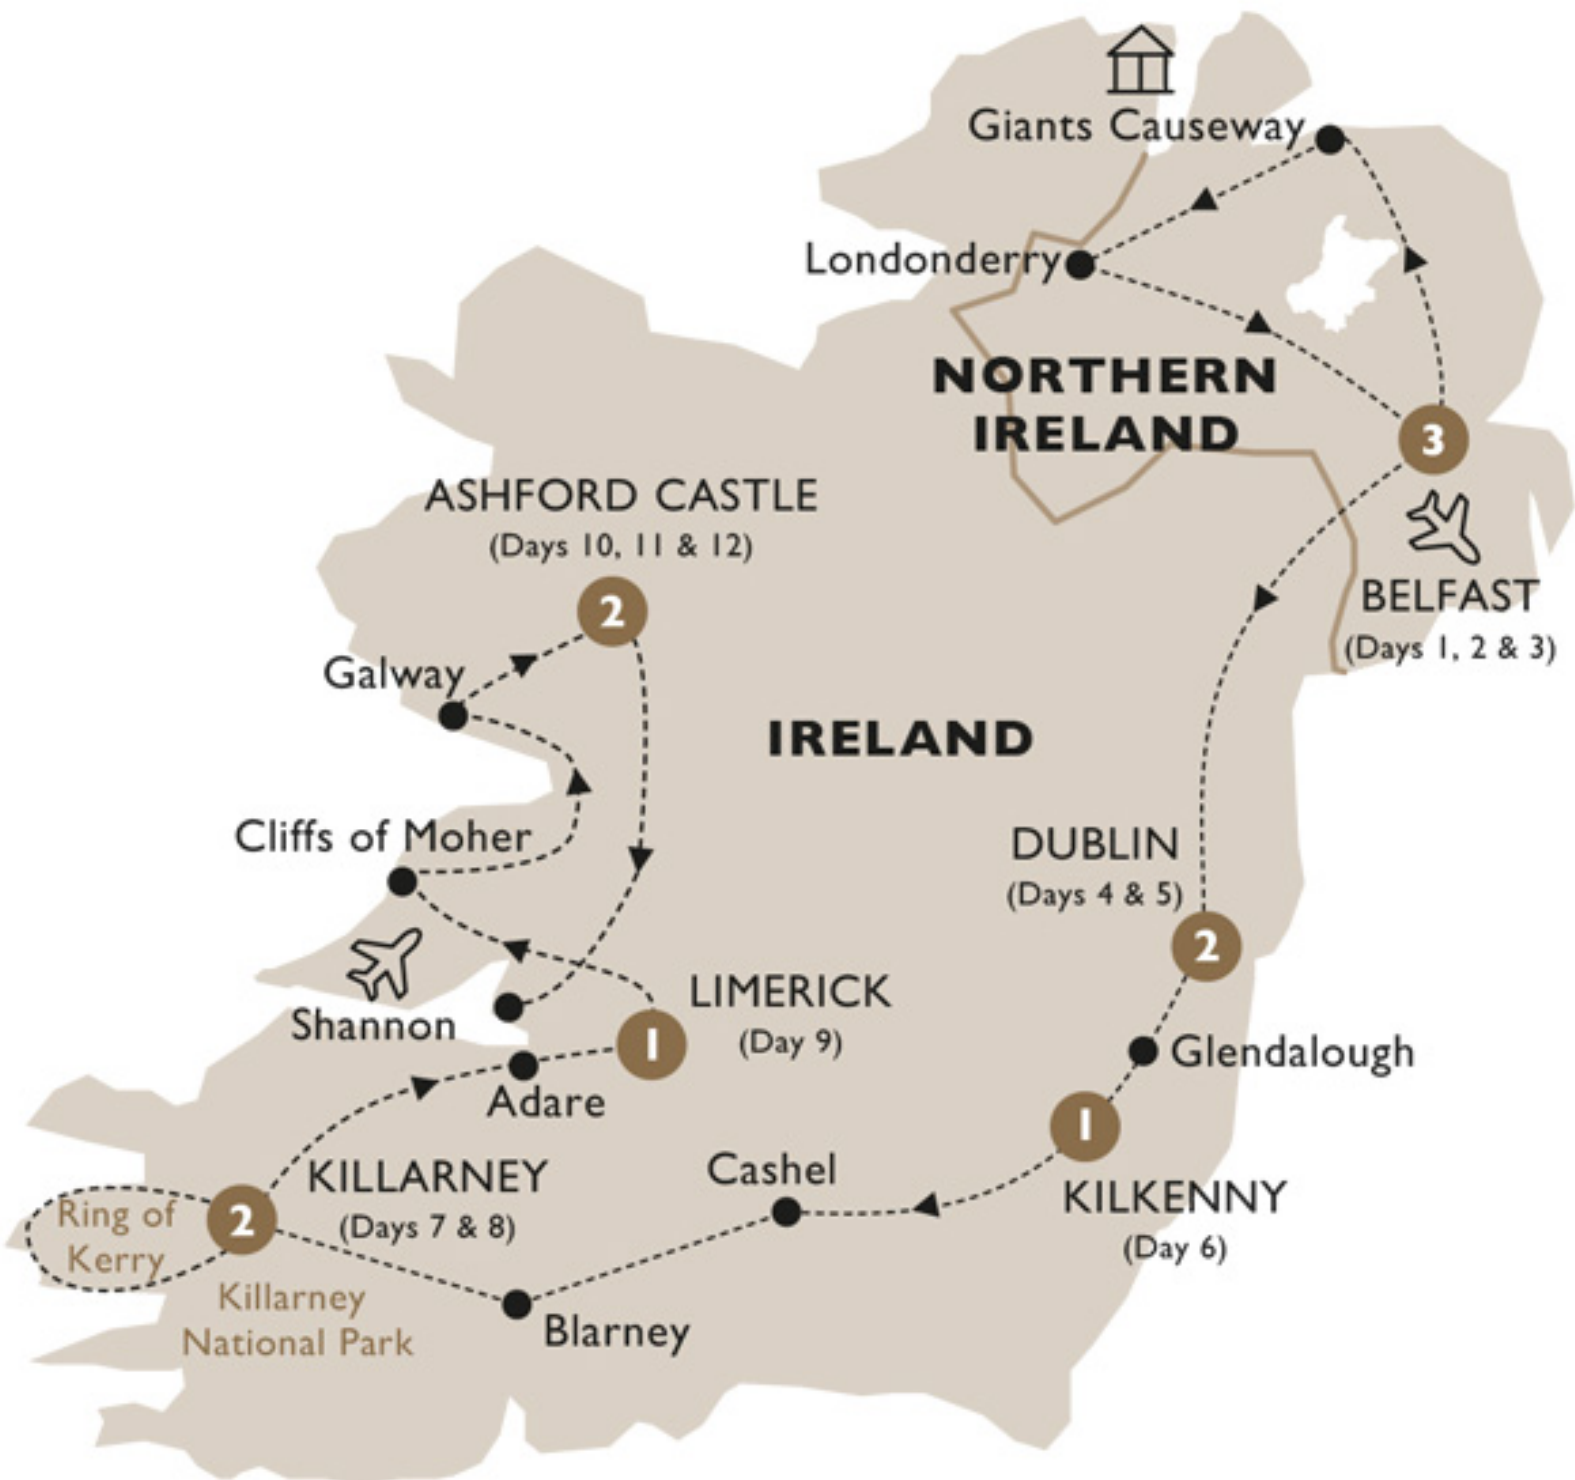 Giants Causeway
Londonderry
NORTHERN
IRELAND
3
BELFAST
(Days 1, 2 & 3)
ASHFORD CASTLE
(Days 10, 11 & 12)
2
Galway
IRELAND
Cliffs of Moher
DUBLIN
(Days 4 & 5)
2
Shannon
LIMERICK
(Day 9)
1
Adare
Glendalough
1
KILKENNY
(Day 6)
Cashel
KILLARNEY
(Days 7 & 8)
2
Ring of
Kerry
Killarney
National Park
Blarney